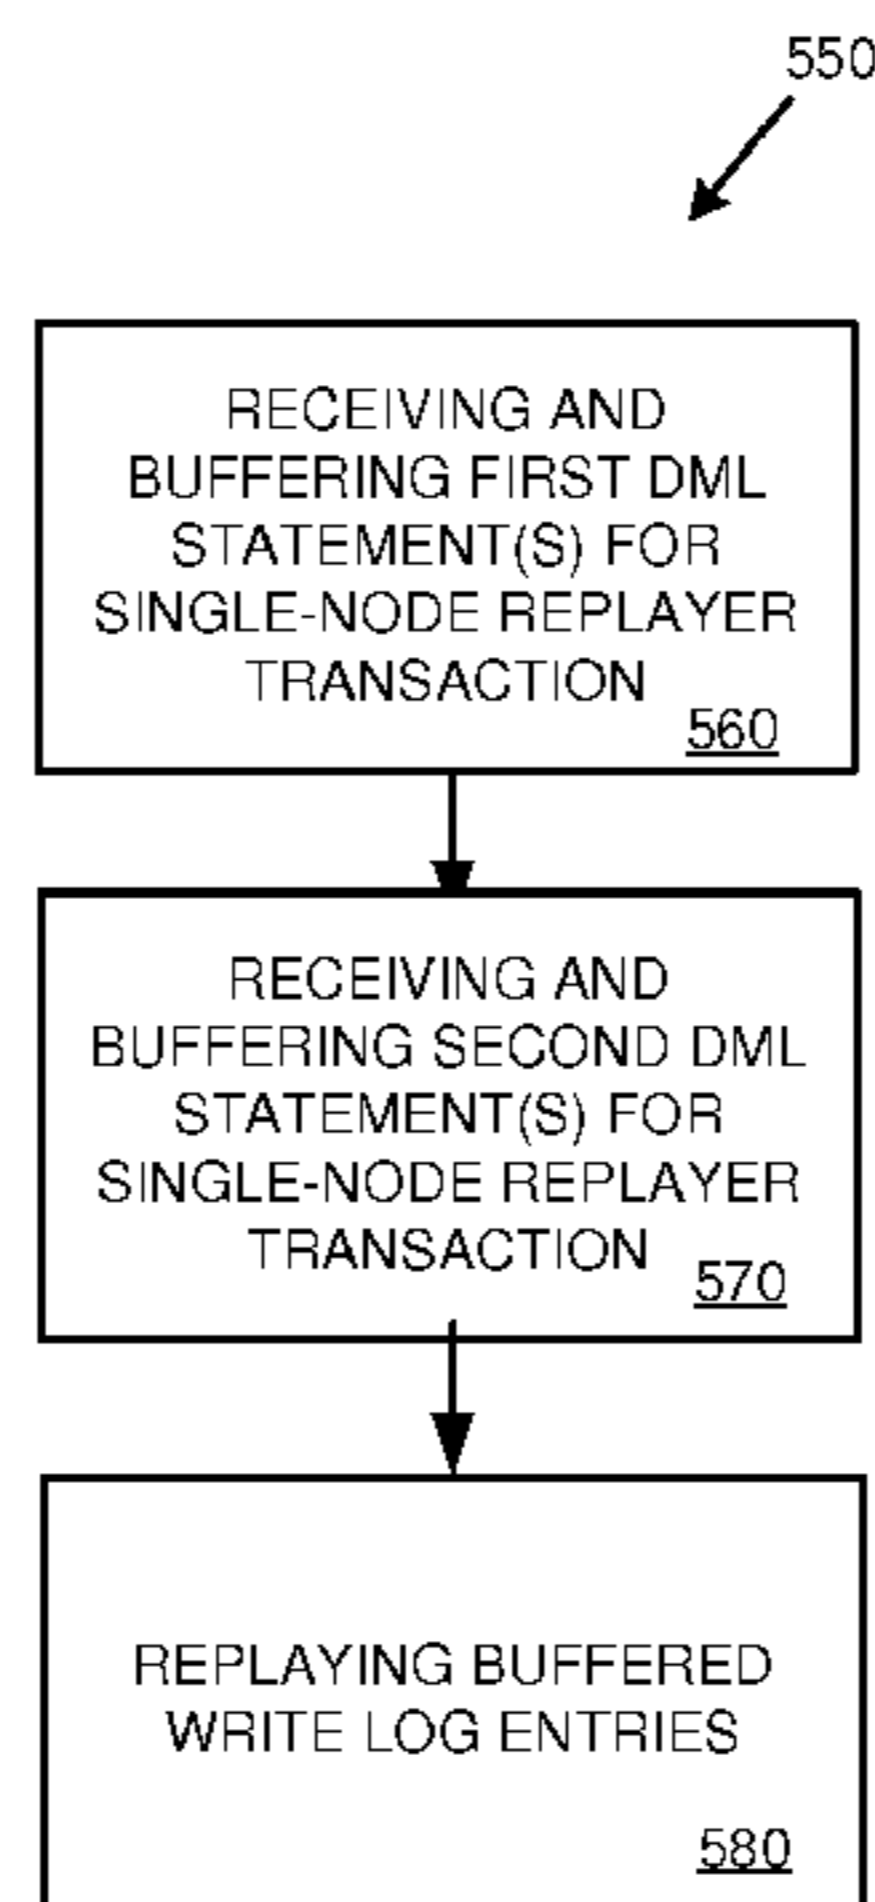 550
RECEIVING AND
BUFFERING FIRST DML
STATEMENT(S) FOR
SINGLE-NODE REPLAYER
TRANSACTION
560
RECEIVING AND
BUFFERING SECOND DML
STATEMENT(S) FOR
SINGLE-NODE REPLAYER
TRANSACTION
570
REPLAYING BUFFERED
WRITE LOG ENTRIES
580